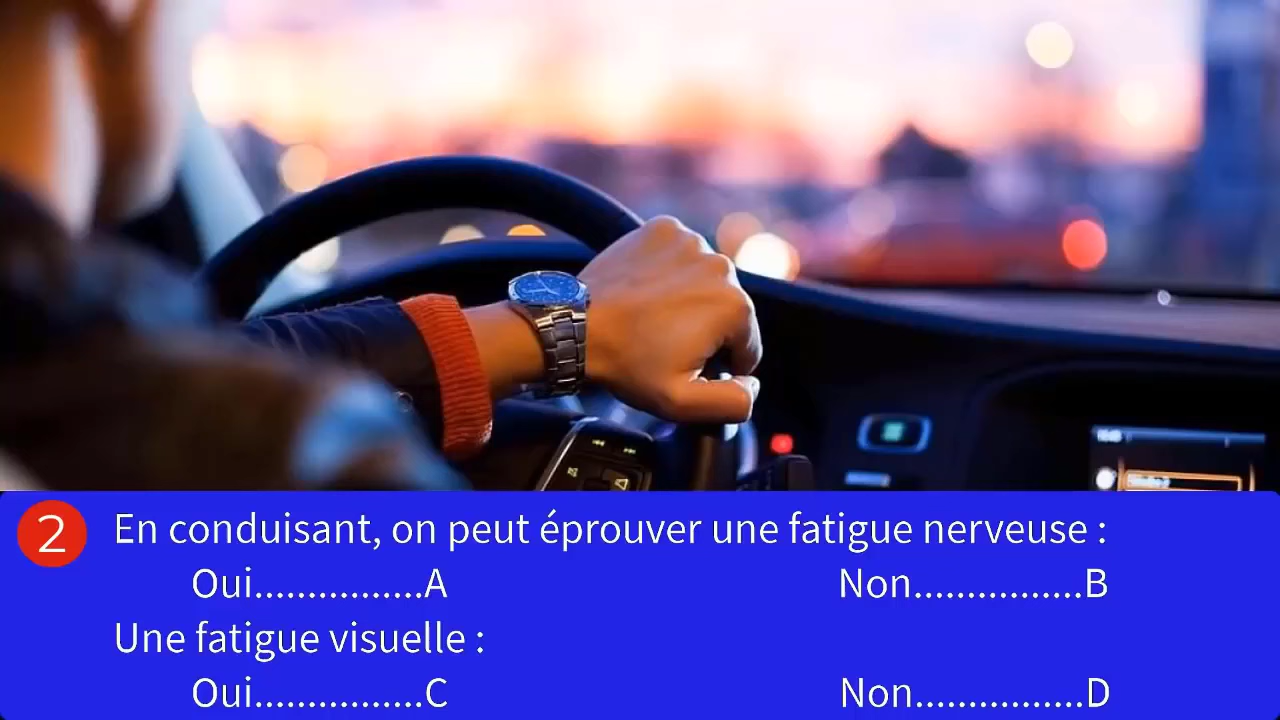 2 En conduisant, on peut éprouver une fatigue nerveuse :
Oui................A Non................B
Une fatigue visuelle :
Oui................C Non................D